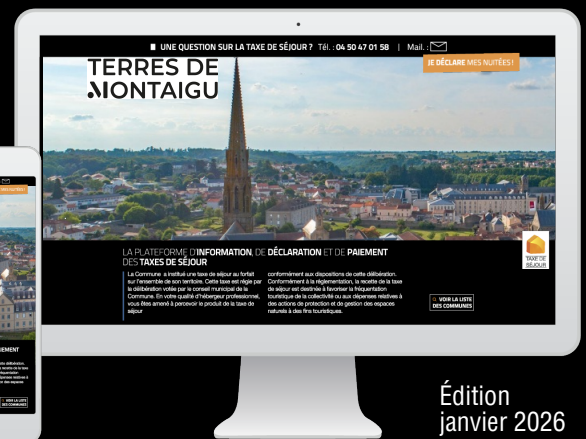 UNE QUESTION SUR LA TAXE DE SÉJOUR ? Tél. : 04 50 47 01 58 | Mail. :
JE DÉCLARE MES NUITÉES !
TERRES DE
MONTAIGU
LA PLATEFORME D'INFORMATION, DE DÉCLARATION ET DE PAIEMENT
DES TAXES DE SÉJOUR
La Commune a institué une taxe de séjour au forfait
sur l'ensemble de son territoire. Cette taxe est régie par
la délibération votée par le conseil municipal de la
Commune. En votre qualité d'hébergeur professionnel,
vous êtes amené à percevoir le produit de la taxe de
séjour
conformément aux dispositions de cette délibération.
Conformément à la réglementation, la recette de la taxe
de séjour est destinée à favoriser la fréquentation
touristique de la collectivité ou aux dépenses relatives à
des actions de protection et de gestion des espaces
naturels à des fins touristiques.
TAXE DE
SÉJOUR
VOIR LA LISTE
DES COMMUNES
VOIR LA LISTE
DES COMMUNES
Édition
janvier 2026